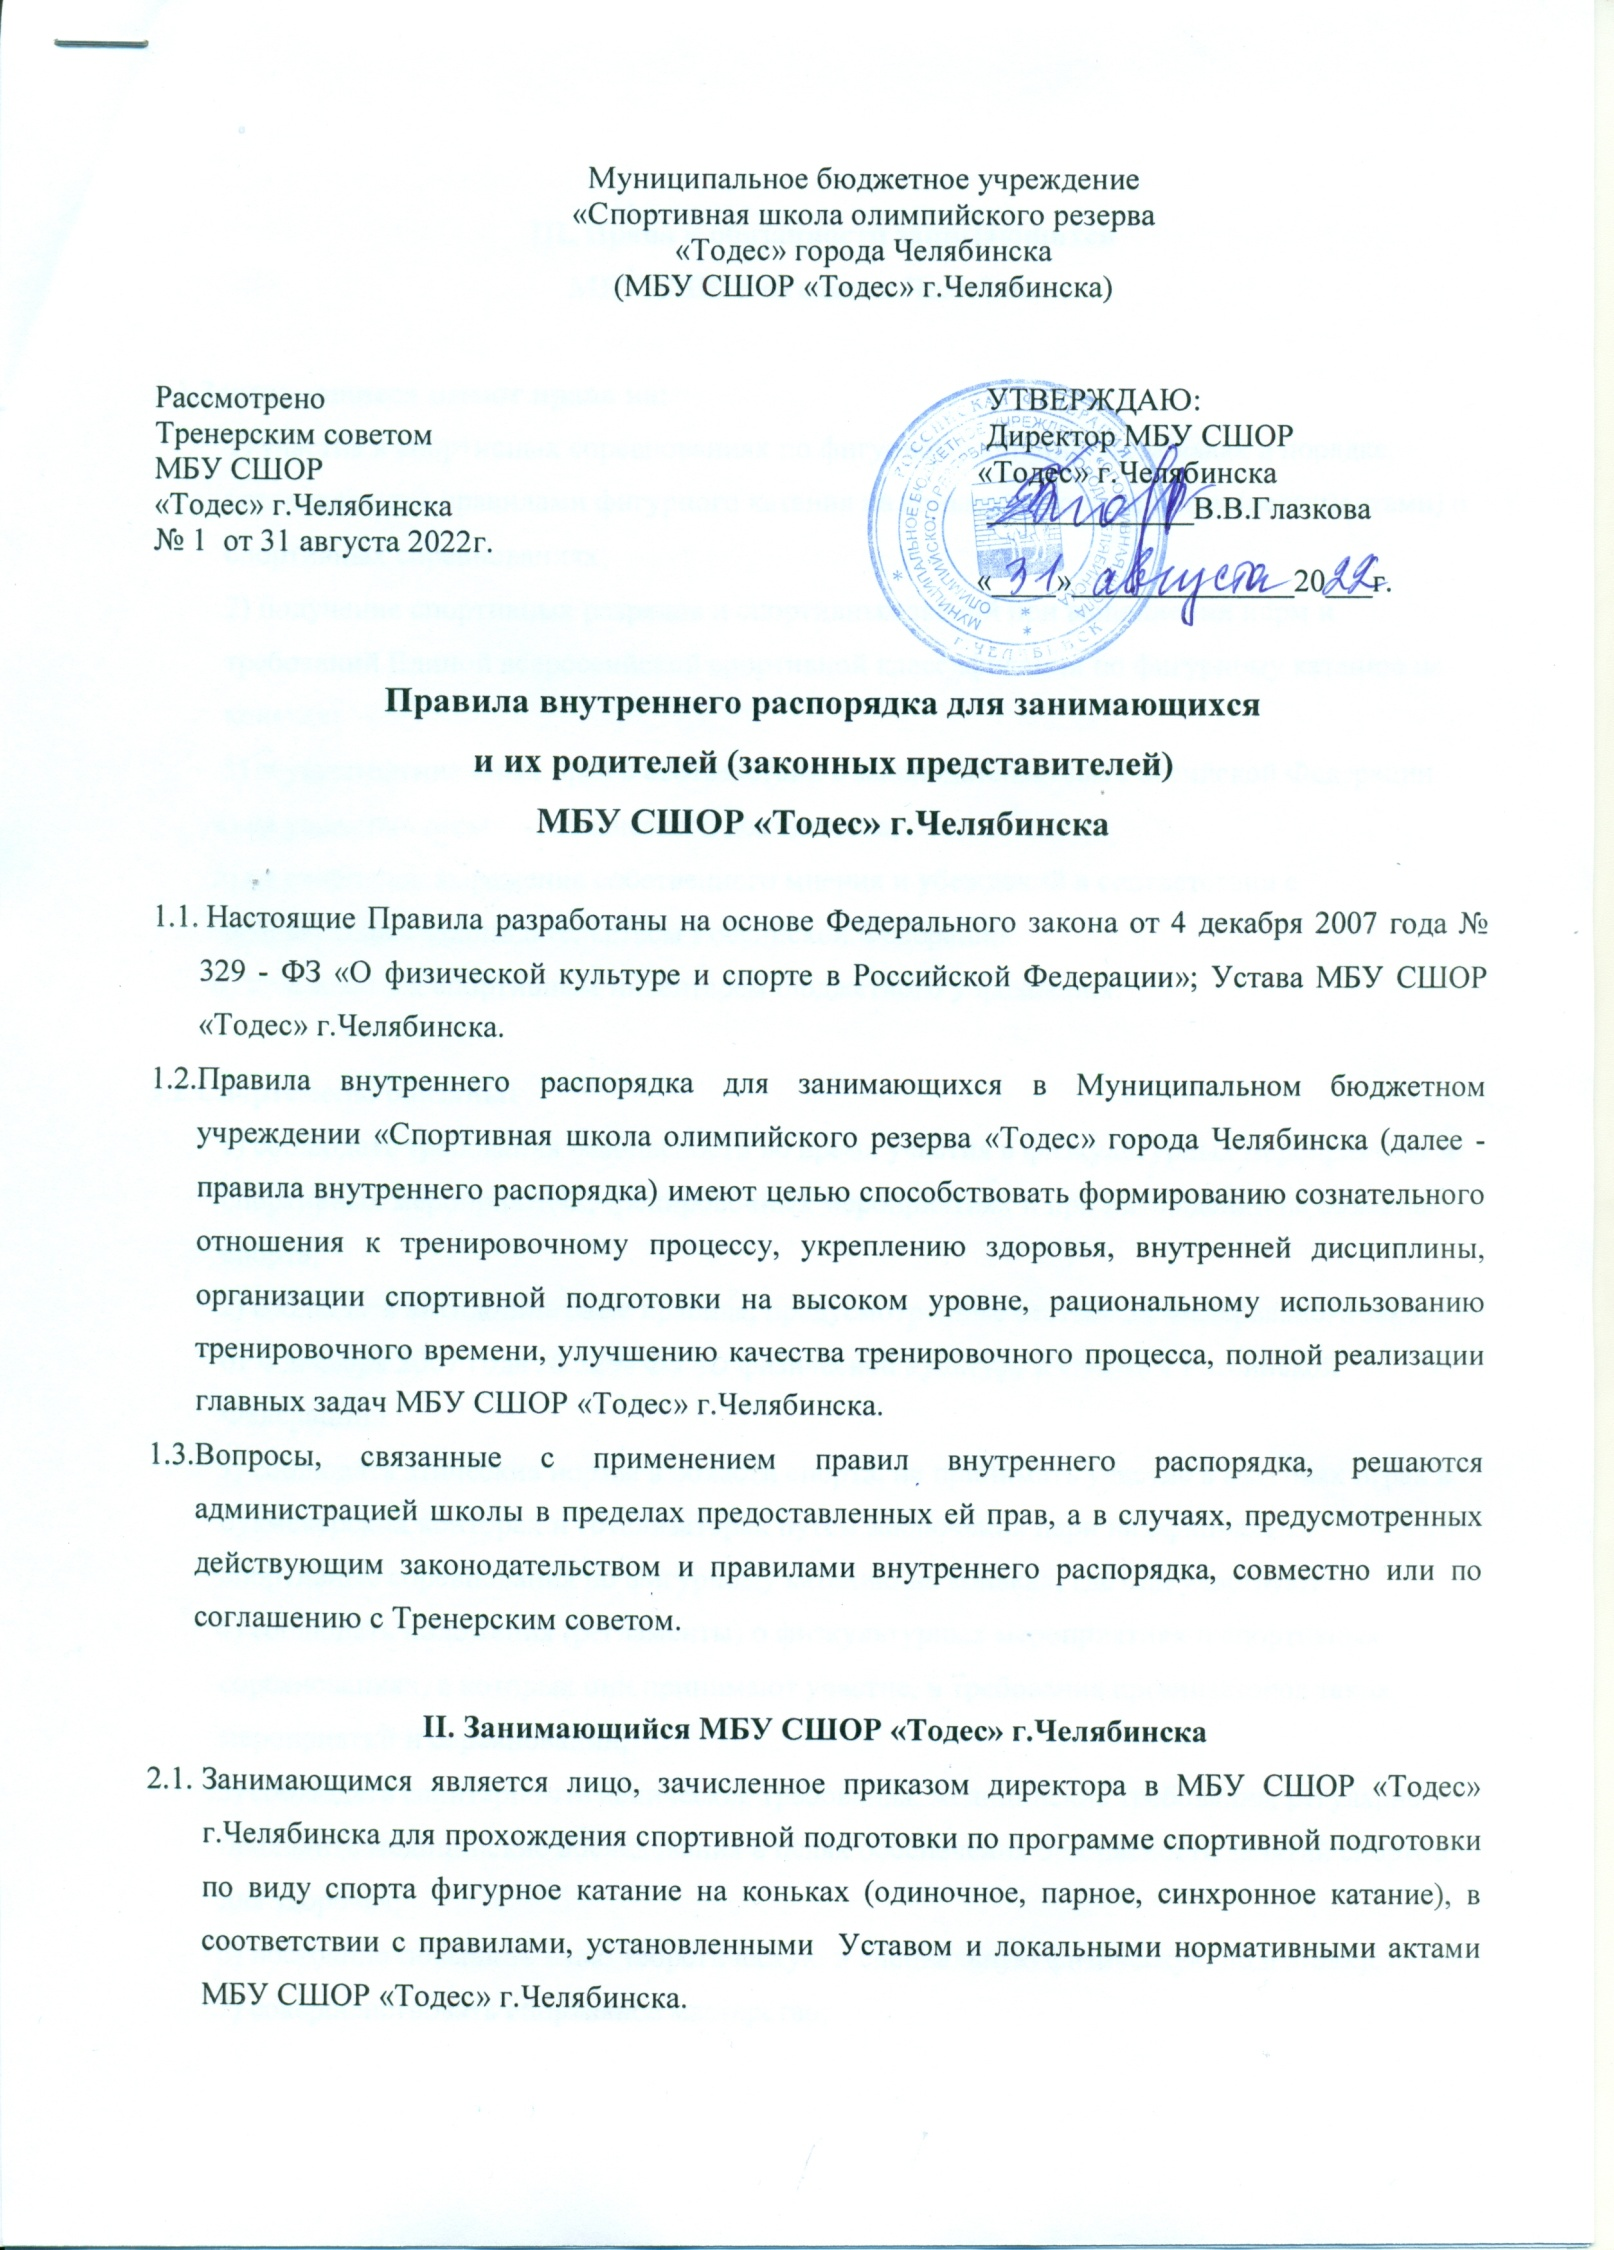 Муниципальное бюджетное учреждение
«Спортивная школа олимпийского резерва
«Тодес» города Челябинска
(МБУ СШОР «Тодес» г.Челябинска)
Рассмотрено
Тренерским советом
МБУ СШОР
«Тодес» г.Челябинска
№ 1 от 31 августа 2022г.
УТВЕРЖДАЮ:
Директор МБУ СШОР
«Тодес» г.Челябинска
_____________В.В.Глазкова
«31» августа 2022г.
Правила внутреннего распорядка для занимающихся
и их родителей (законных представителей)
МБУ СШОР «Тодес» г.Челябинска
1.1. Настоящие Правила разработаны на основе Федерального закона от 4 декабря 2007 года №
329 - ФЗ «О физической культуре и спорте в Российской Федерации»; Устава МБУ СШОР
«Тодес» г.Челябинска.
1.2.Правила внутреннего распорядка для занимающихся в Муниципальном бюджетном
учреждении «Спортивная школа олимпийского резерва «Тодес» города Челябинска (далее -
правила внутреннего распорядка) имеют целью способствовать формированию сознательного
отношения к тренировочному процессу, укреплению здоровья, внутренней дисциплины,
организации спортивной подготовки на высоком уровне, рациональному использованию
тренировочного времени, улучшению качества тренировочного процесса, полной реализации
главных задач МБУ СШОР «Тодес» г.Челябинска.
1.3.Вопросы, связанные с применением правил внутреннего распорядка, решаются
администрацией школы в пределах предоставленных ей прав, а в случаях, предусмотренных
действующим законодательством и правилами внутреннего распорядка, совместно или по
соглашению с Тренерским советом.
II. Занимающийся МБУ СШОР «Тодес» г.Челябинска
2.1. Занимающимся является лицо, зачисленное приказом директора в МБУ СШОР «Тодес»
г.Челябинска для прохождения спортивной подготовки по программе спортивной подготовки
по виду спорта фигурное катание на коньках (одиночное, парное, синхронное катание), в
соответствии с правилами, установленными Уставом и локальными нормативными актами
МБУ СШОР «Тодес» г.Челябинска.